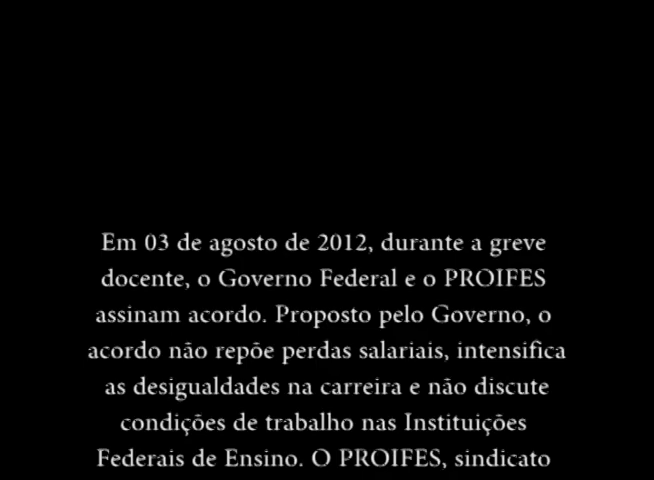 Em 03 de agosto de 2012, durante a greve
docente, o Governo Federal e o PROIFES
assinam acordo. Proposto pelo Governo, o
acordo não repõe perdas salariais, intensifica
as desigualdades na carreira e não discute
condições de trabalho nas Instituições
Federais de Ensino. O PROIFES, sindicato